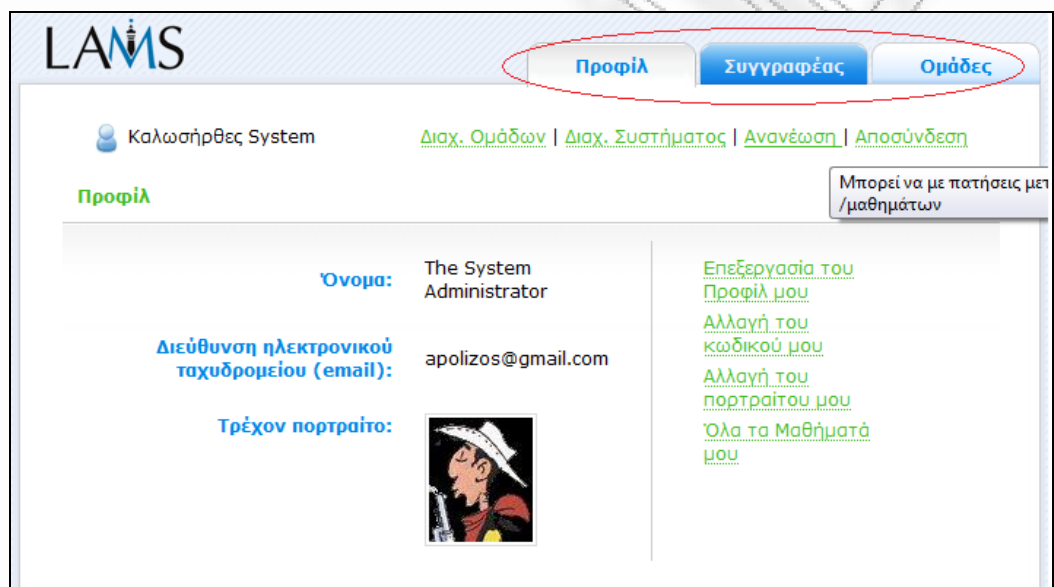 LAMS
Προφίλ Συγγραφέας Ομάδες
Καλωσήρθες System Διαχ. Ομάδων | Διαχ. Συστήματος | Ανανέωση | Αποσύνδεση
Μπορεί να με πατήσεις
/μαθημάτων
Προφίλ
Όνομα:
The System
Administrator
Διεύθυνση ηλεκτρονικού
ταχυδρομείου (email):
apolizos@gmail.com
Τρέχον πορτραίτο:
Επεξεργασία του
Προφίλ μου
Αλλαγή του
κωδικού μου
Αλλαγή του
πορτραίτου μου
Όλα τα Μαθήματά
μου